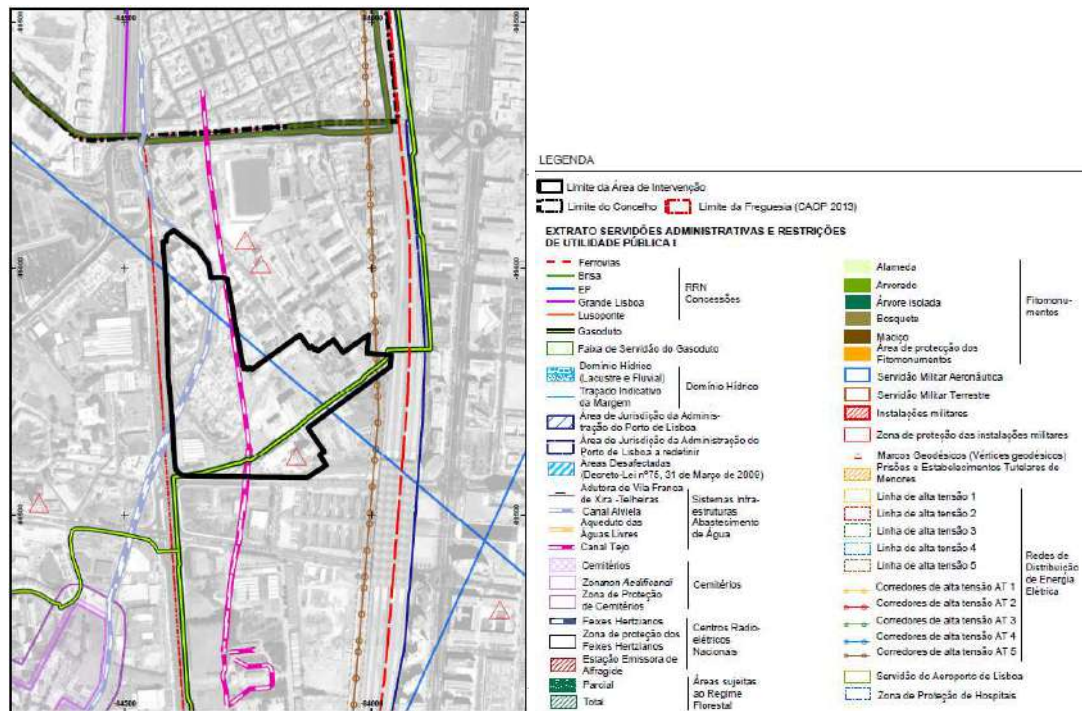 LEGENDA
Limite da Área de Intervenção
Limite do Concelho
Limite da Freguesia (CAOP 2013)
EXTRATO SERVIDÕES ADMINISTRATIVAS E RESTRIÇÕES
DE UTILIDADE PÚBLICA I
Ferrovias
Brisa
EP
Grande Lisboa
Lusoponte
RRN
Concessões
Gasoduto
Faixa de Servidão do Gasoduto
Domínio Hídrico
(Lacustre e Fluvial)
Traçado Indicativo
da Margem
Domínio Hídrico
Área de Jurisdição da Adminis-
tração do Porto de Lisboa
Área de Jurisdição da Administração do
Porto de Lisboa a redefinir
Áreas Desafectadas
(Decreto-Lei nº75, 31 de Março de 2009)
Adutora de Vila Franca
de Xira -Telheiras
Canal Alviela
Aqueduto das
Águas Livres
Canal Tejo
Sistemas Infra-
estruturas
Abastecimento
de Água
Cemitérios
Zonanon Aedificandi
Zona de Proteção
de Cemitérios
Cemitérios
Feixes Hertzianos
Zona de proteção dos
Feixes Hertzianos
Estação Emissora de
Alfragide
Centros Radio-
elétricos
Nacionais
Parcial
Total
Áreas sujeitas
ao Regime
Florestal
Alameda
Arvoredo
Árvore isolada
Bosquete
Maciço
Área de protecção dos
Fitomonumentos
Fitomonu-
mentos
Servidão Militar Aeronáutica
Servidão Militar Terrestre
Instalações militares
Zona de proteção das instalações militares
Marcos Geodésicos (Vértices geodésicos)
Prisões e Estabelecimentos Tutelares de
Menores
Linha de alta tensão 1
Linha de alta tensão 2
Linha de alta tensão 3
Linha de alta tensão 4
Linha de alta tensão 5
Corredores de alta tensão AT 1
Corredores de alta tensão AT 2
Corredores de alta tensão AT 3
Corredores de alta tensão AT 4
Corredores de alta tensão AT 5
Redes de
Distribuição
de Energia
Elétrica
Servidão do Aeroporto de Lisboa
Zona de Proteção de Hospitais